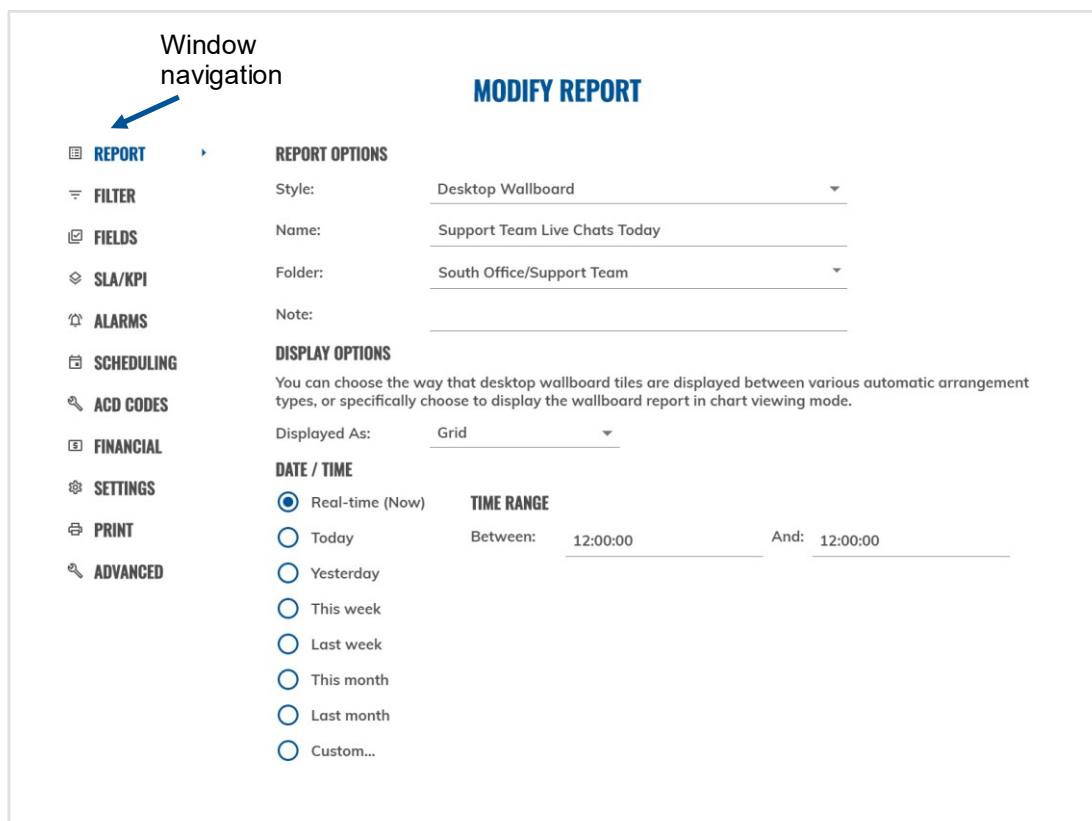 Window
navigation
MODIFY REPORT
REPORT
FILTER
FIELDS
SLA/KPI
ALARMS
SCHEDULING
ACD CODES
FINANCIAL
SETTINGS
PRINT
ADVANCED
REPORT OPTIONS
Style: Desktop Wallboard
Name: Support Team Live Chats Today
Folder: South Office/Support Team
Note:
DISPLAY OPTIONS
You can choose the way that desktop wallboard tiles are displayed between various automatic arrangement
types, or specifically choose to display the wallboard report in chart viewing mode.
Displayed As: Grid
DATE / TIME
Real-time (Now)
Today
Yesterday
This week
Last week
This month
Last month
Custom...
TIME RANGE
Between: 12:00:00 And: 12:00:00